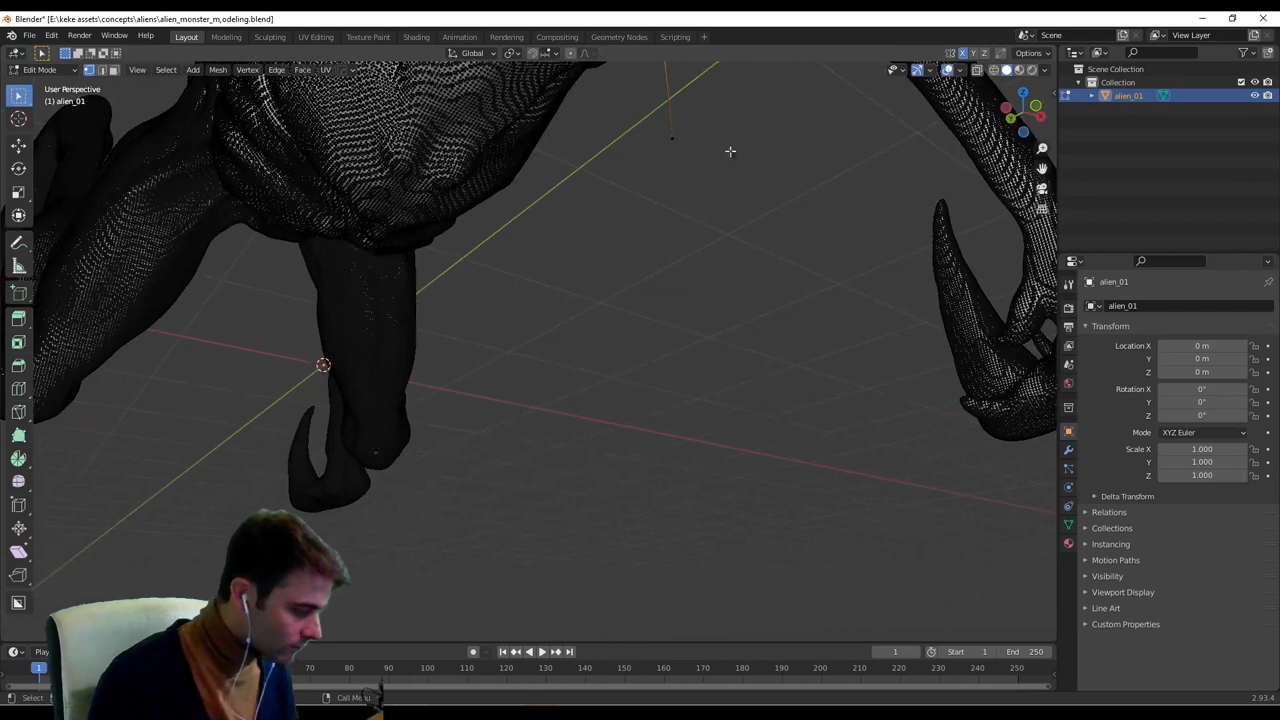 Blender* [E:\keke assets\concepts\aliens\alien_monster_m,odeling.blend]
File Edit Render Window Help Layout Modeling Sculpting UV Editing Texture Paint Shading Animation Rendering Compositing Geometry Nodes Scripting Scene View Layer
Global X Y Z Options
Edit Mode View Select Add Mesh Vertex Edge Face UV
User Perspective
(1) alien_01
Scene Collection
Collection
alien_01
X
Y
Z
alien_01
alien_01
Transform
Location X 0 m
Y 0 m
Z 0 m
Rotation X 0°
Y 0°
Z 0°
Mode XYZ Euler
Scale X 1.000
Y 1.000
Z 1.000
Delta Transform
Relations
Collections
Instancing
Motion Paths
Visibility
Viewport Display
Line Art
Custom Properties
Play 1 Start 1 End 250
1 70 80 90 100 110 120 130 140 150 160 170 180 190 200 210 220 230 240 250
Select Call Menu 2.93.4